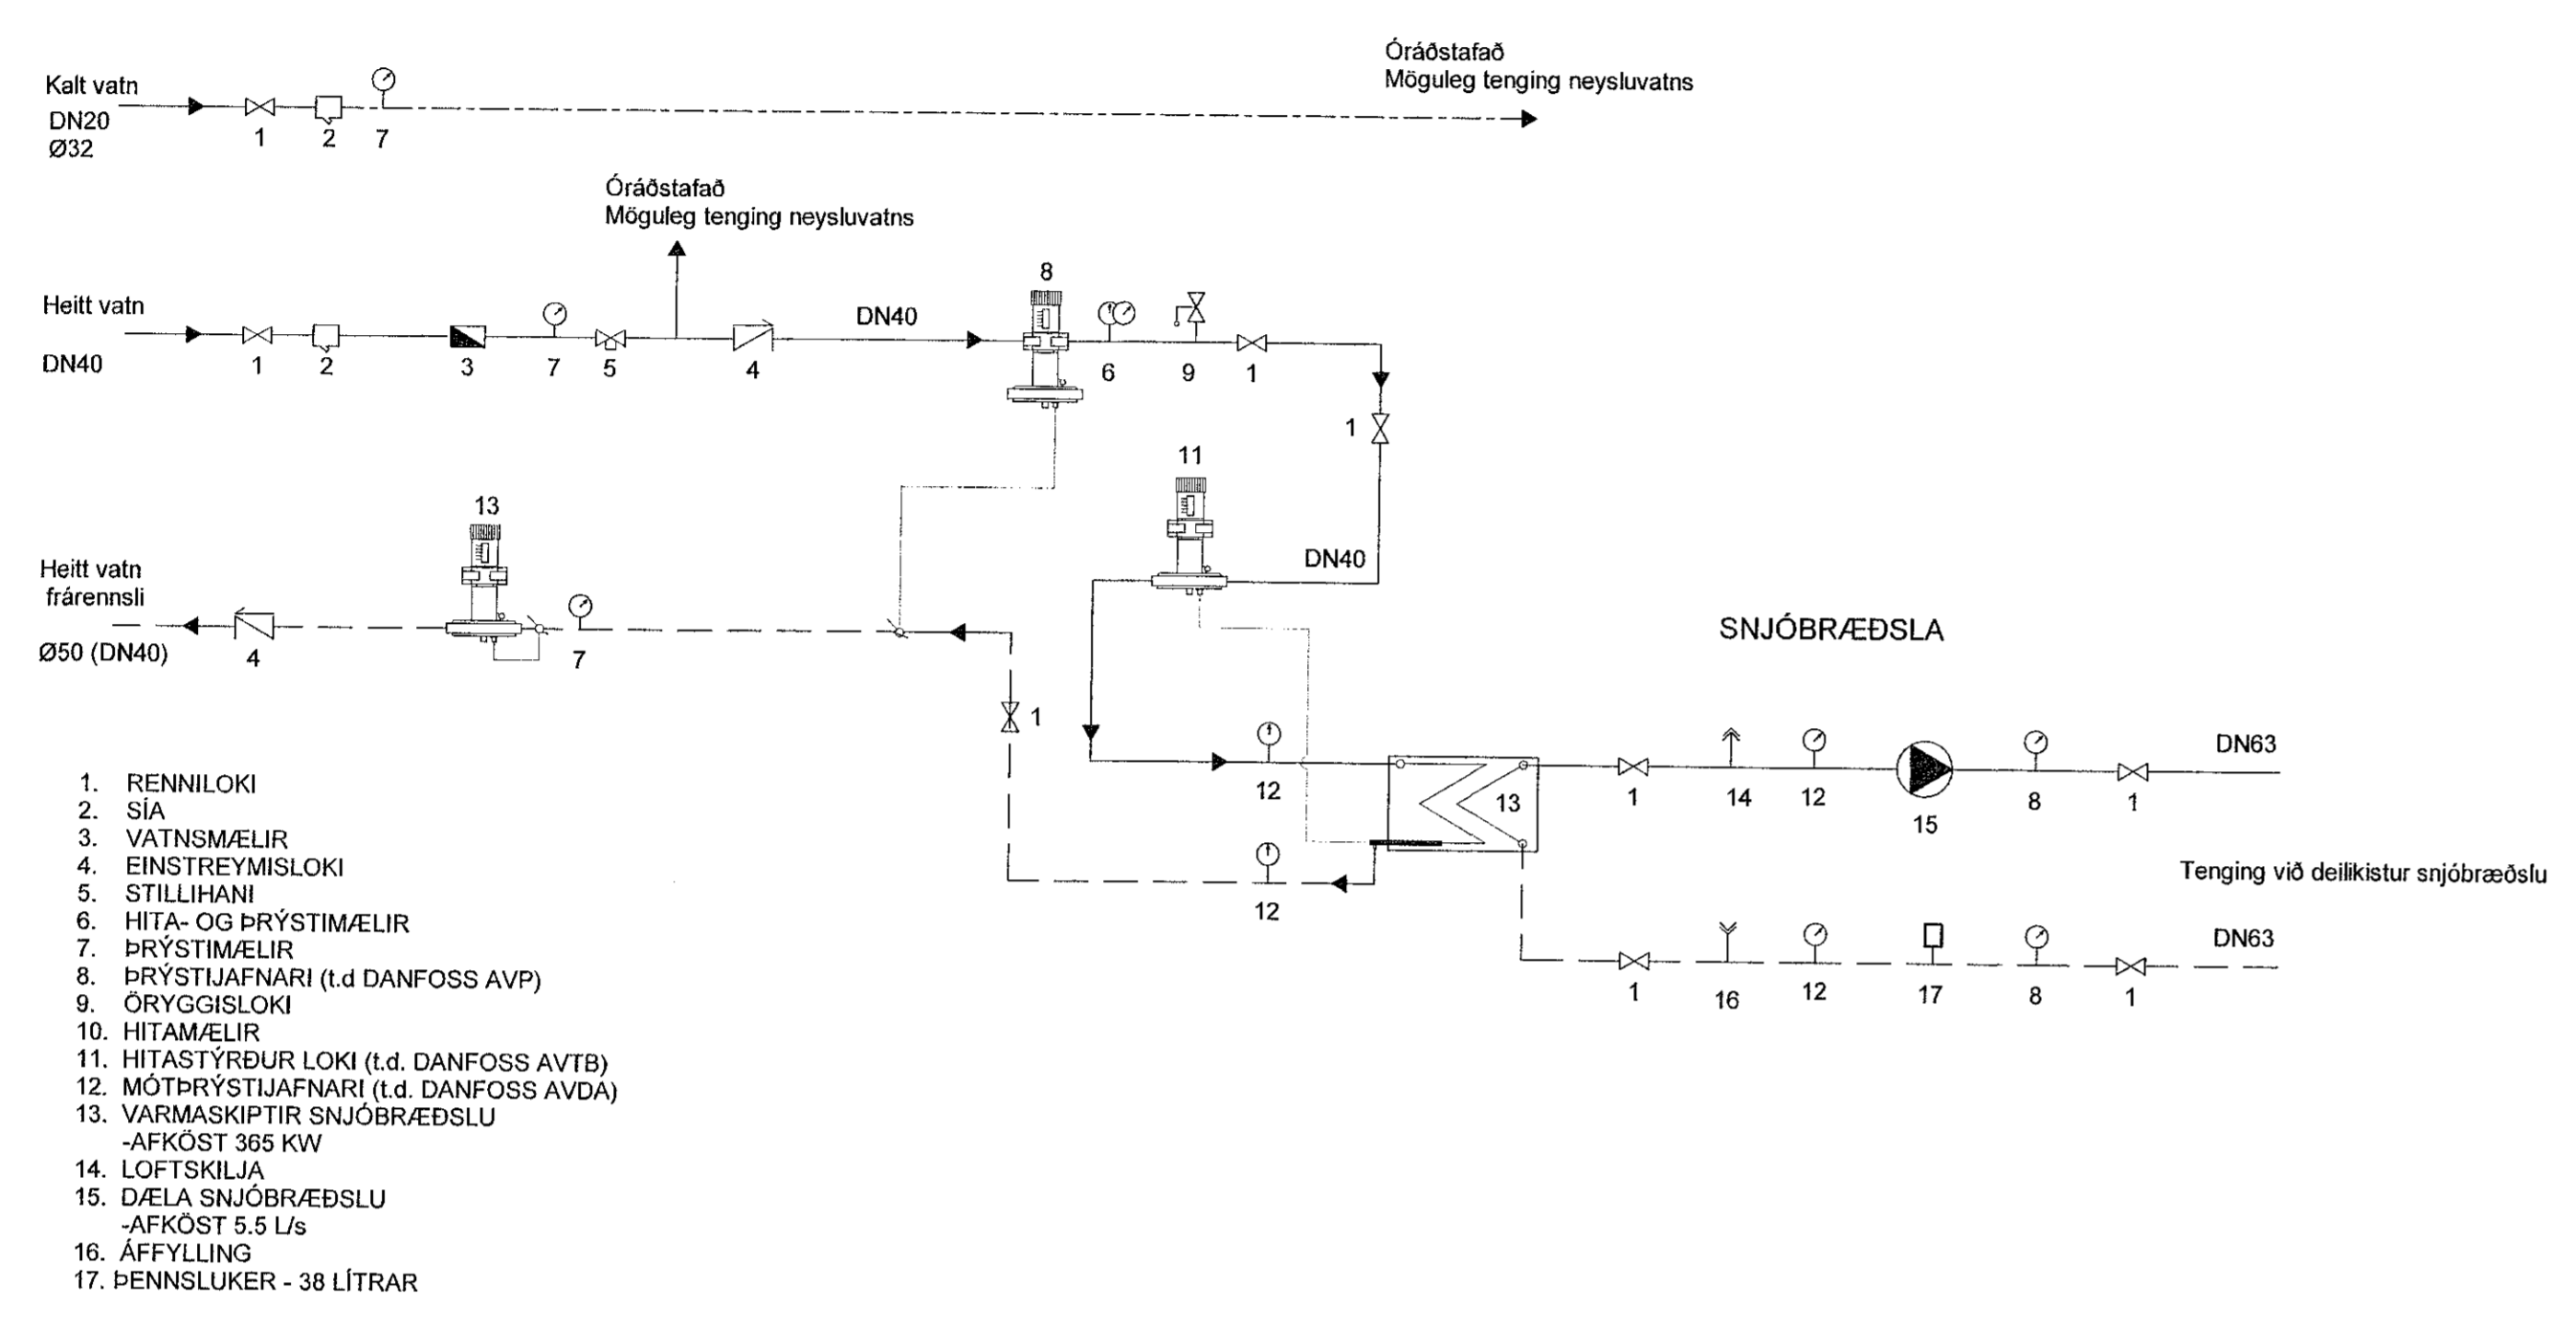 Óráðstafað
Möguleg tenging neysluvatns
Kalt vatn
DN20
Ø32
1
2
7
Óráðstafað
Möguleg tenging neysluvatns
Heitt vatn
DN40
1
2
3
7
5
4
DN40
8
6
9
1
1
11
DN40
13
Heitt vatn
frárennsli
Ø50 (DN40)
4
7
1
12
12
13
SNJÓBRÆÐSLA
1
14
12
15
8
1
DN63
Tenging við deilikistur snjóbræðslu
1
16
12
17
8
1
DN63
1. RENNILOKI
2. SÍA
3. VATNSMÆLIR
4. EINSTREYMISLOKI
5. STILLIHANI
6. HITA- OG ÞRÝSTIMÆLIR
7. ÞRÝSTIMÆLIR
8. ÞRÝSTIJAFNARI (t.d DANFOSS AVP)
9. ÖRYGGISLOKI
10. HITAMÆLIR
11. HITASTÝRÐUR LOKI (t.d. DANFOSS AVTB)
12. MÓTÞRÝSTIJAFNARI (t.d. DANFOSS AVDA)
13. VARMASKIPTIR SNJÓBRÆÐSLU
-AFKÖST 365 KW
14. LOFTSKILJA
15. DÆLA SNJÓBRÆÐSLU
-AFKÖST 5.5 L/s
16. ÁFFYLLING
17. ÞENNSLUKER - 38 LÍTRAR